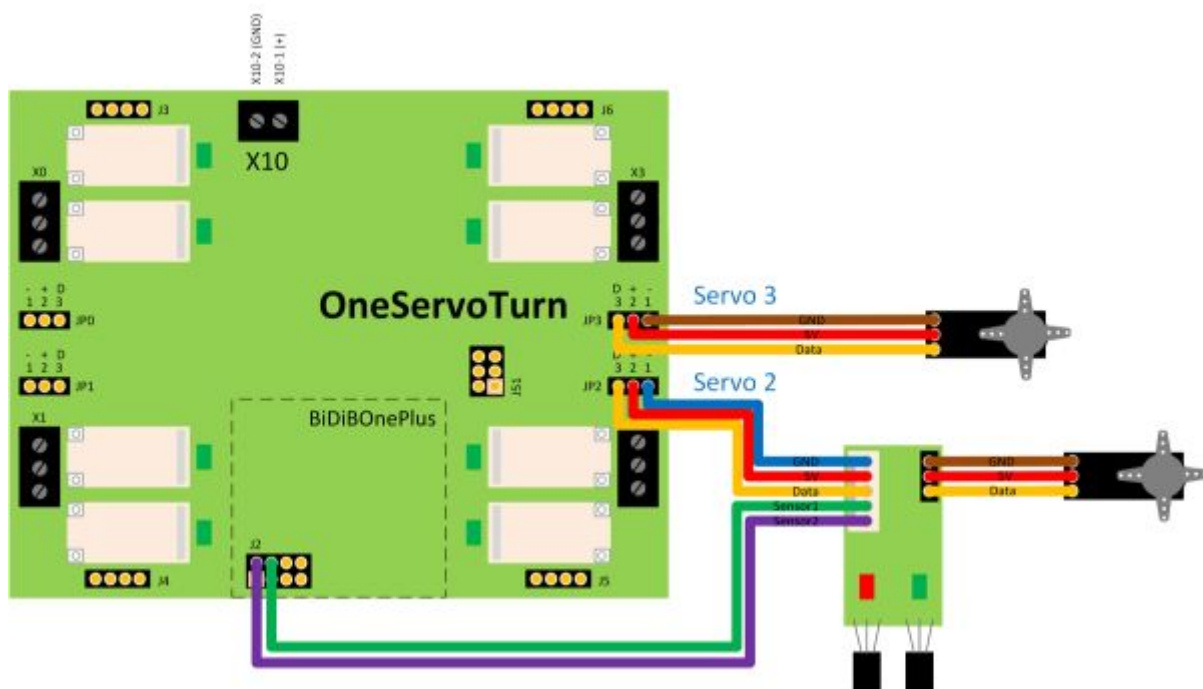 X10-2 (GND)
X10-1 (+)
J3
X10
J6
X0
X3
OneServoTurn
- + D
1 2 3
JP0
D + -
3 2 1
JP3
Servo 3
GND
5V
Data
- + D
1 2 3
JP1
JS1
3 2 1
JP2
Servo 2
X1
BiDiBOnePlus
GND
5V
Data
Sensor1
Sensor2
GND
5V
Data
J2
J4
J5